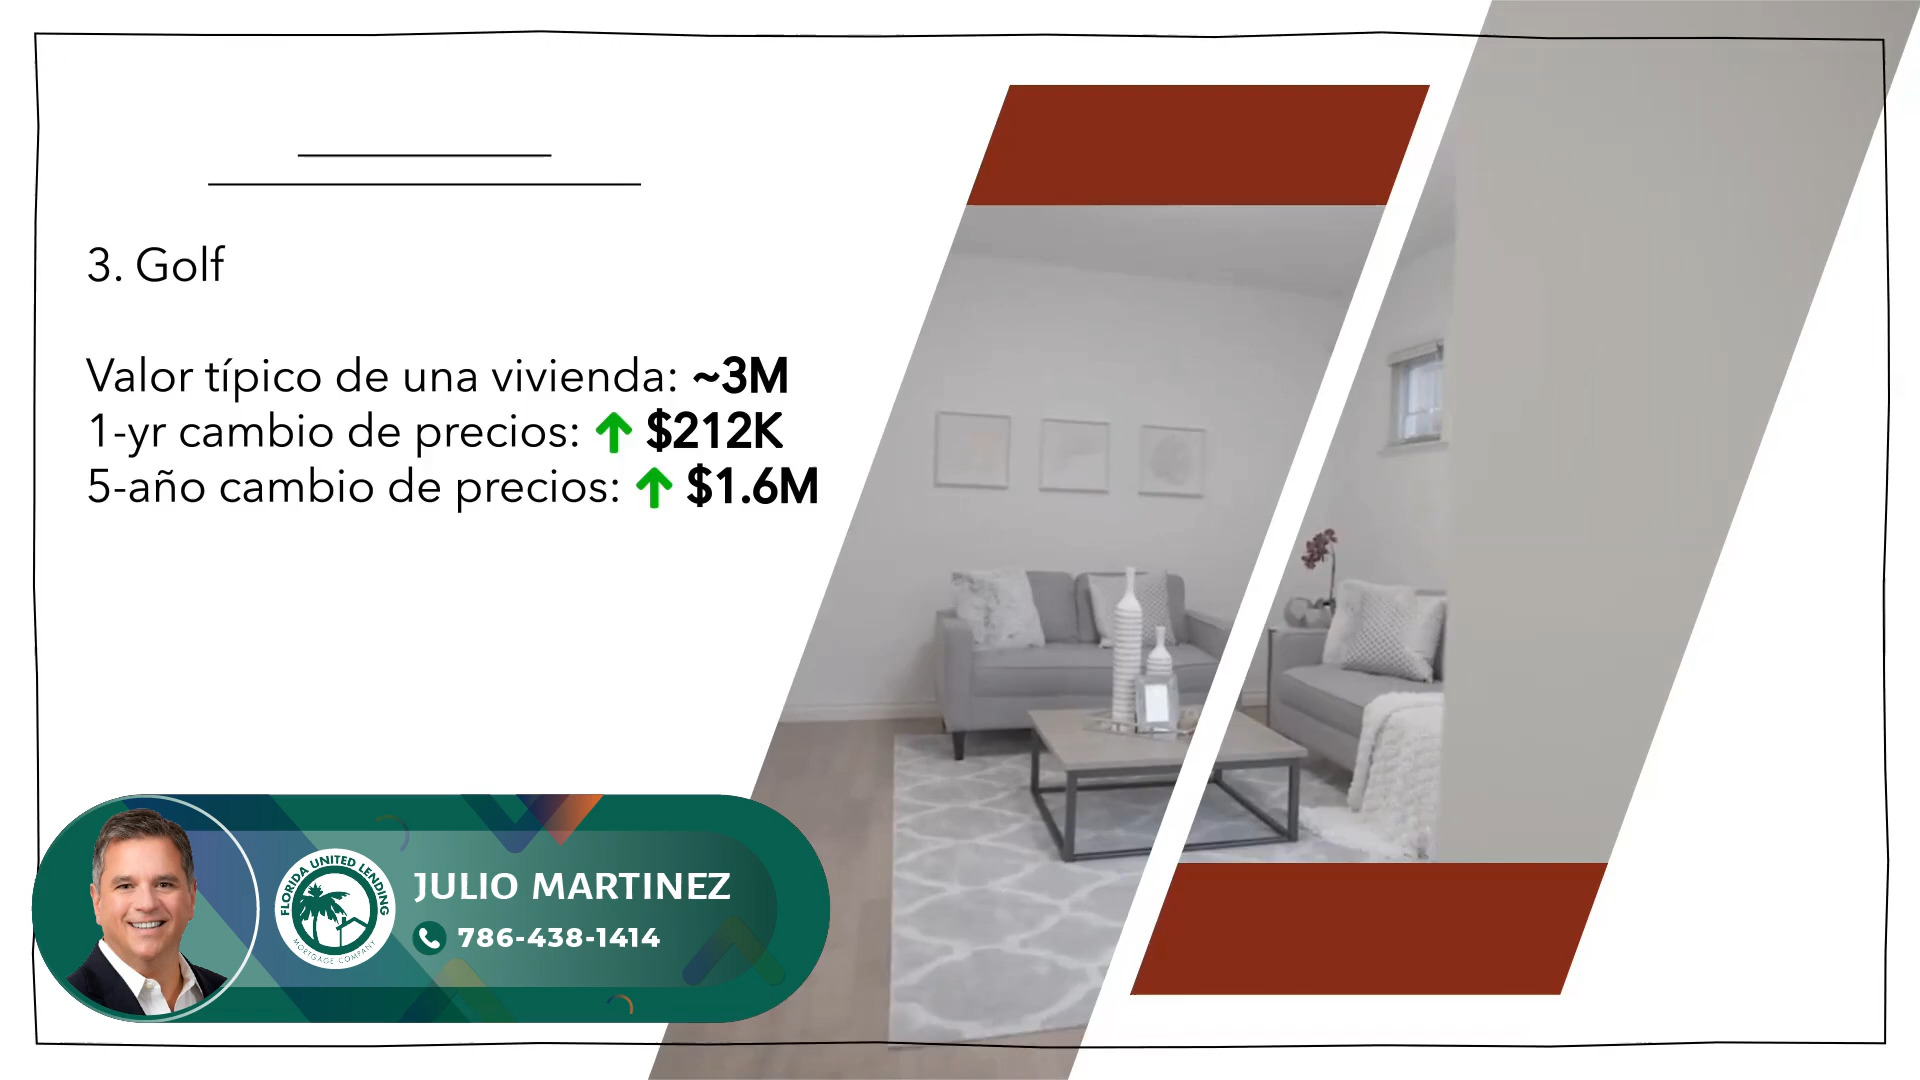 3. Golf
Valor típico de una vivienda: ~3M
1-yr cambio de precios: ↑ $212K
5-año cambio de precios: ↑ $1.6M
FLORIDA UNITED LENDING
MORTGAGE COMPANY
JULIO MARTINEZ
786-438-1414